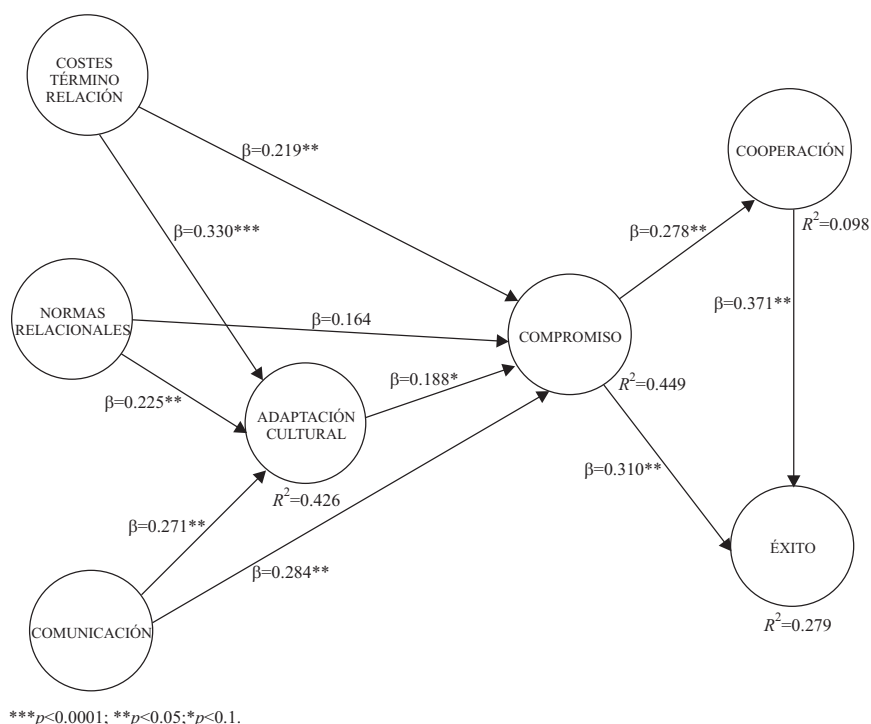 COSTES
TÉRMINO
RELACIÓN
β=0.219**
COOPERACIÓN
R²=0.098
β=0.330***
β=0.278**
NORMAS
RELACIONALES
β=0.164
β=0.371**
COMPROMISO
R²=0.449
β=0.188*
β=0.225**
ADAPTACIÓN
CULTURAL
R²=0.426
β=0.310**
β=0.271**
β=0.284**
ÉXITO
R²=0.279
COMUNICACIÓN
***p<0.0001; **p<0.05;*p<0.1.